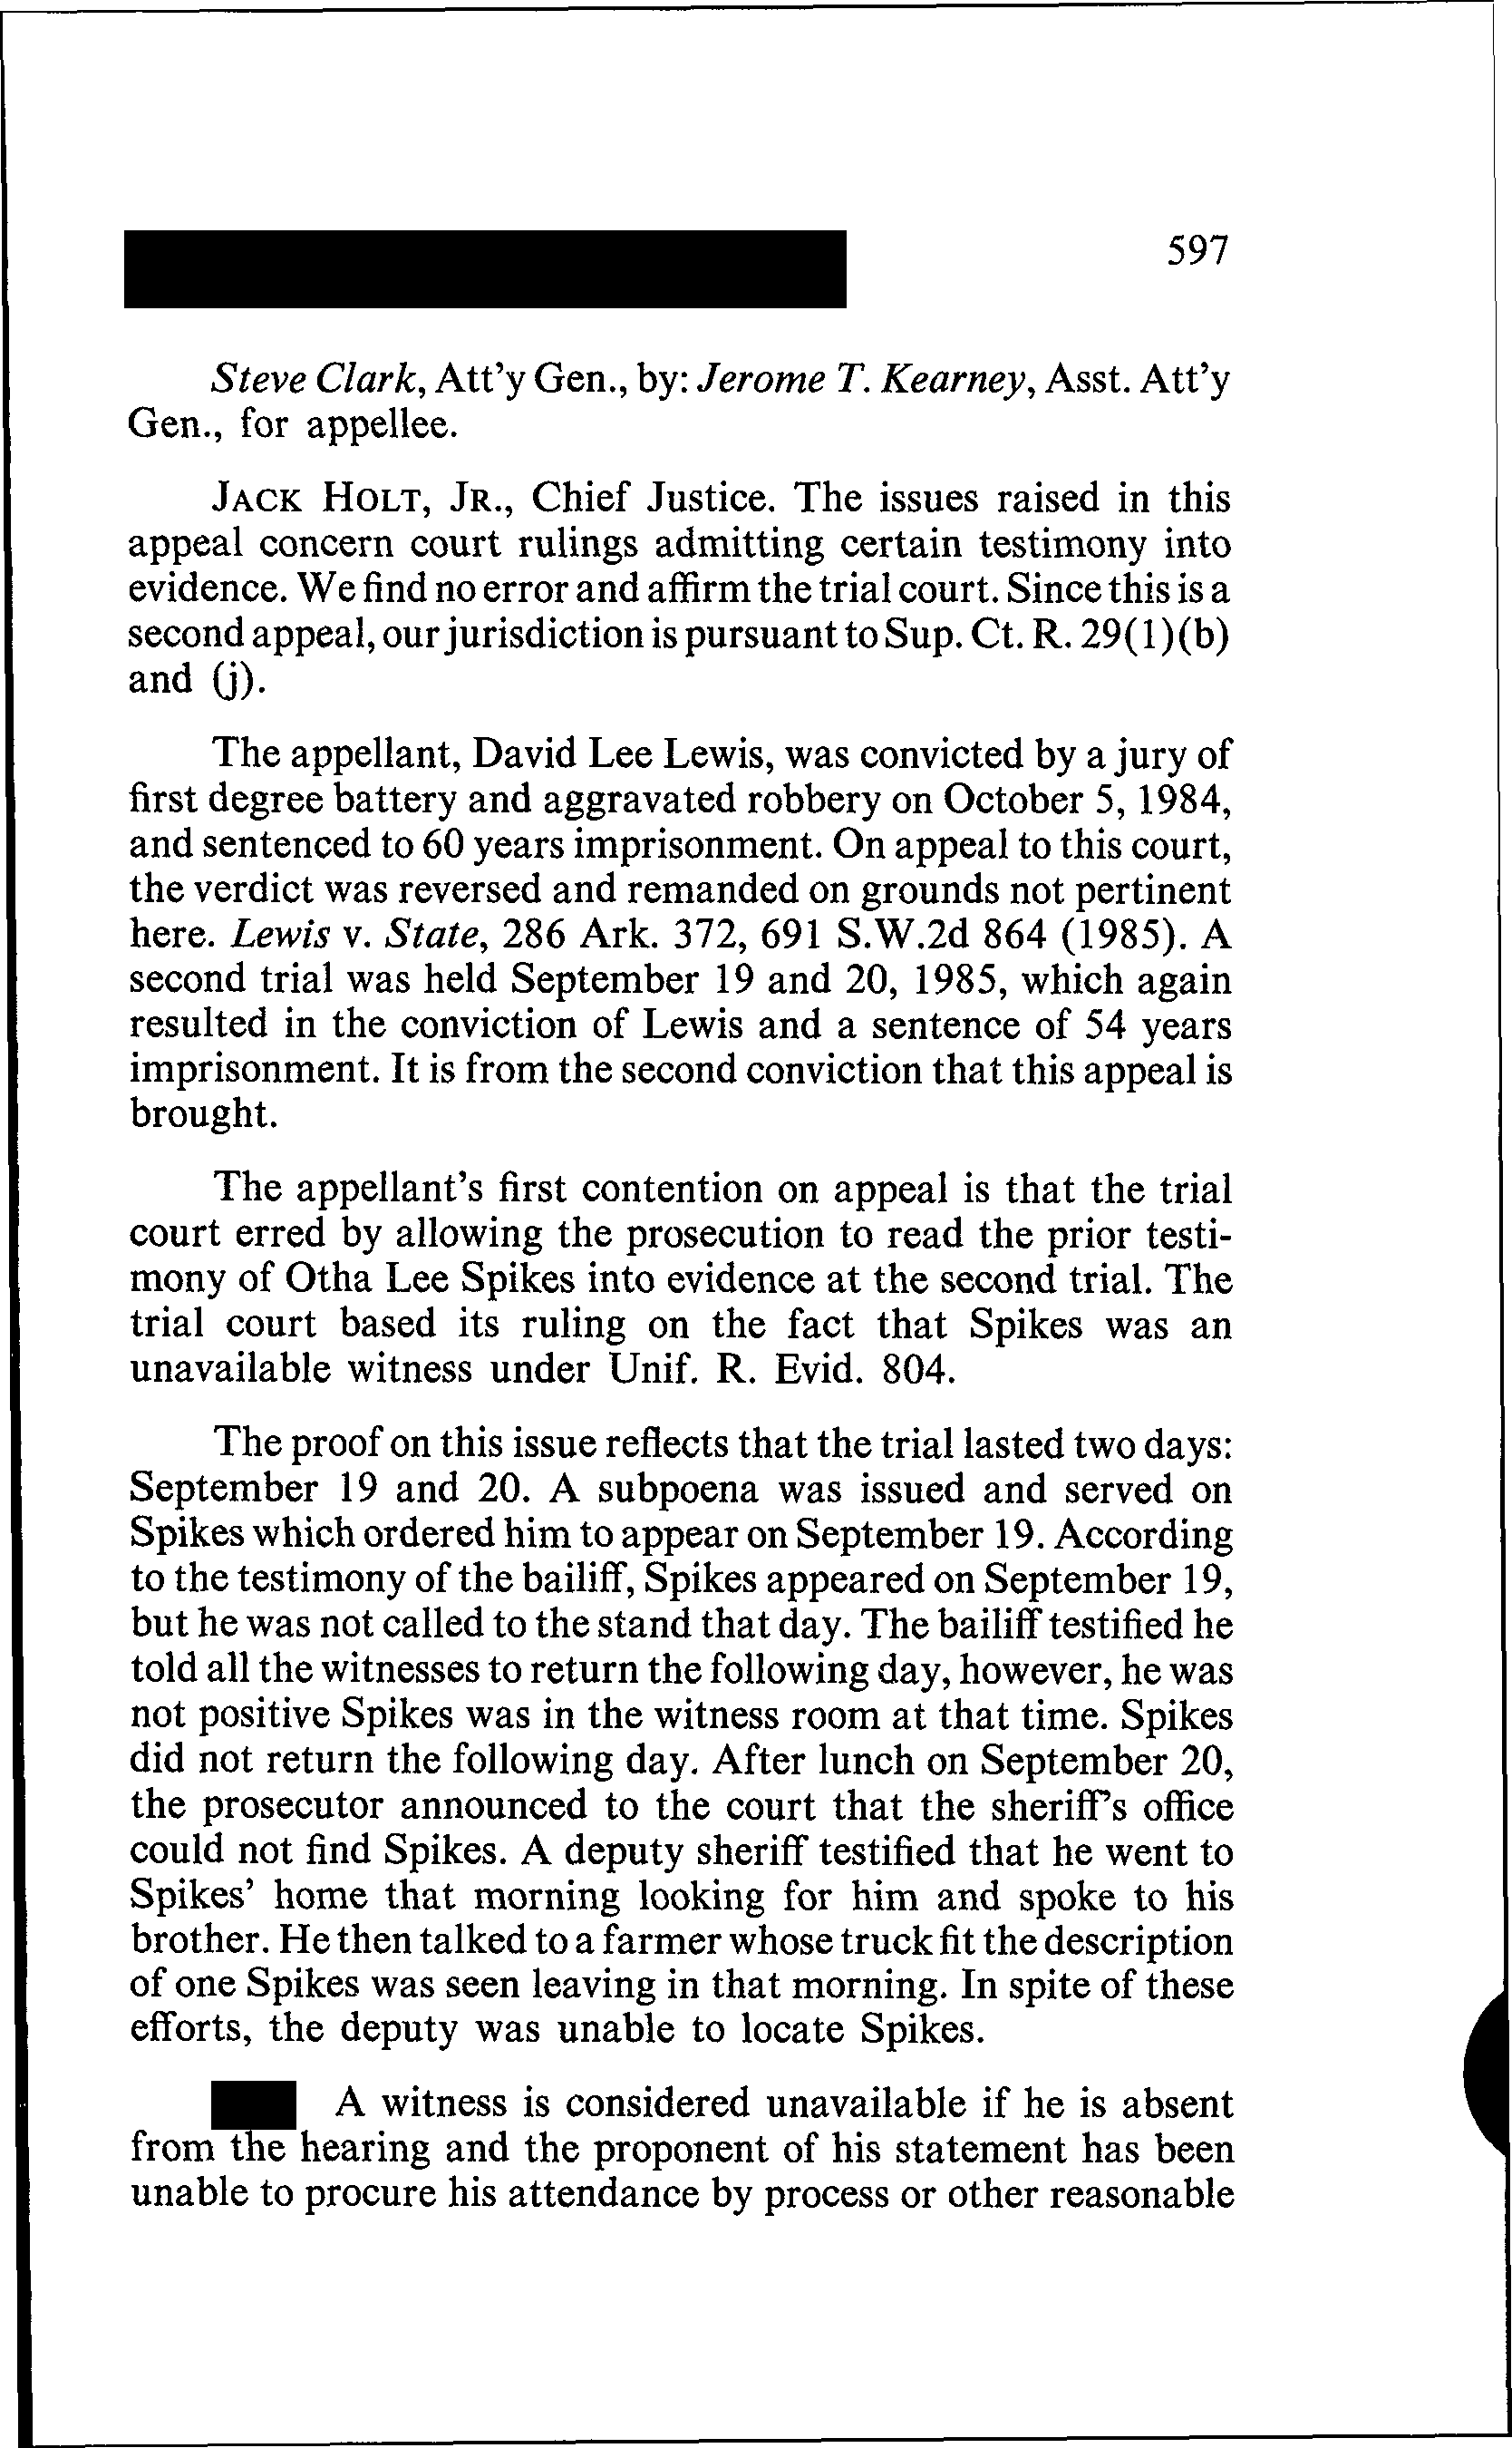 597
Steve Clark, Att'y Gen., by: Jerome T. Kearney, Asst. Att'y
Gen., for appellee.
JACK HOLT, JR., Chief Justice. The issues raised in this
appeal concern court rulings admitting certain testimony into
evidence. We find no error and affirm the trial court. Since this is a
second appeal, our jurisdiction is pursuant to Sup. Ct. R. 29(1)(b)
and (j).
The appellant, David Lee Lewis, was convicted by a jury of
first degree battery and aggravated robbery on October 5, 1984,
and sentenced to 60 years imprisonment. On appeal to this court,
the verdict was reversed and remanded on grounds not pertinent
here. Lewis v. State, 286 Ark. 372, 691 S.W.2d 864 (1985). A
second trial was held September 19 and 20, 1985, which again
resulted in the conviction of Lewis and a sentence of 54 years
imprisonment. It is from the second conviction that this appeal is
brought.
The appellant's first contention on appeal is that the trial
court erred by allowing the prosecution to read the prior testi-
mony of Otha Lee Spikes into evidence at the second trial. The
trial court based its ruling on the fact that Spikes was an
unavailable witness under Unif. R. Evid. 804.
The proof on this issue reflects that the trial lasted two days:
September 19 and 20. A subpoena was issued and served on
Spikes which ordered him to appear on September 19. According
to the testimony of the bailiff, Spikes appeared on September 19,
but he was not called to the stand that day. The bailiff testified he
told all the witnesses to return the following day, however, he was
not positive Spikes was in the witness room at that time. Spikes
did not return the following day. After lunch on September 20,
the prosecutor announced to the court that the sheriff's office
could not find Spikes. A deputy sheriff testified that he went to
Spikes' home that morning looking for him and spoke to his
brother. He then talked to a farmer whose truck fit the description
of one Spikes was seen leaving in that morning. In spite of these
efforts, the deputy was unable to locate Spikes.
A witness is considered unavailable if he is absent
from the hearing and the proponent of his statement has been
unable to procure his attendance by process or other reasonable